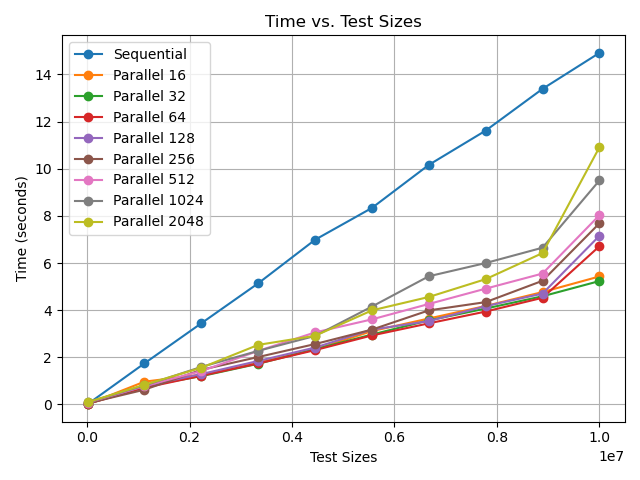 Time vs. Test Sizes
Sequential
Parallel 16
Parallel 32
Parallel 64
Parallel 128
Parallel 256
Parallel 512
Parallel 1024
Parallel 2048
Time (seconds)
14
12
10
8
6
4
2
0
0.0 0.2 0.4 0.6 0.8 1.0
1e7
Test Sizes